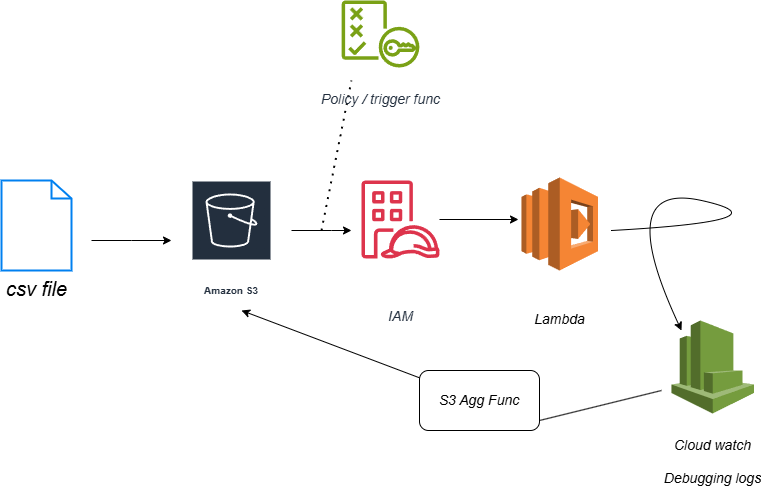 Policy / trigger func
csv file
Amazon S3
IAM
Lambda
S3 Agg Func
Cloud watch
Debugging logs